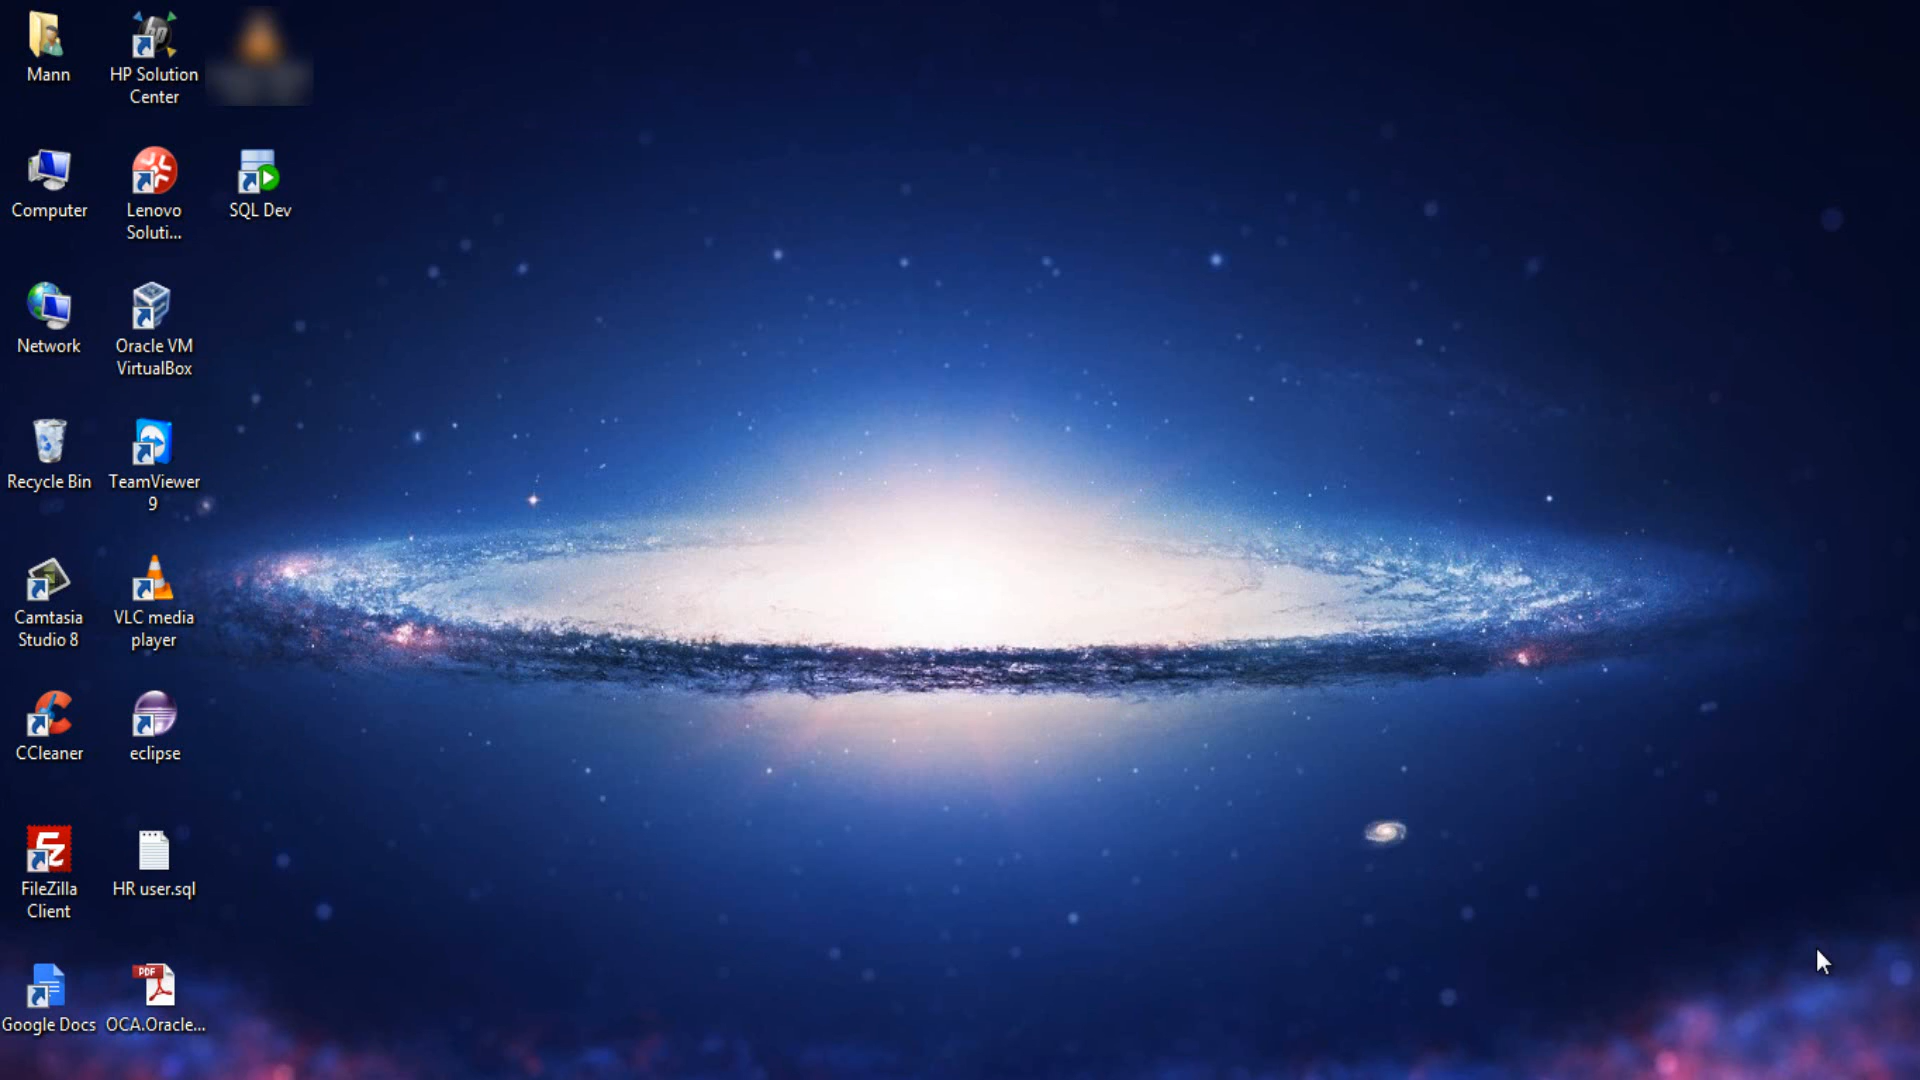 Mann
HP Solution
Center
Computer
Lenovo
Soluti...
SQL Dev
Network
Oracle VM
VirtualBox
Recycle Bin
TeamViewer
9
Camtasia
Studio 8
VLC media
player
CCleaner
eclipse
FileZilla
Client
HR user.sql
PDF
Google Docs
OCA.Oracle...